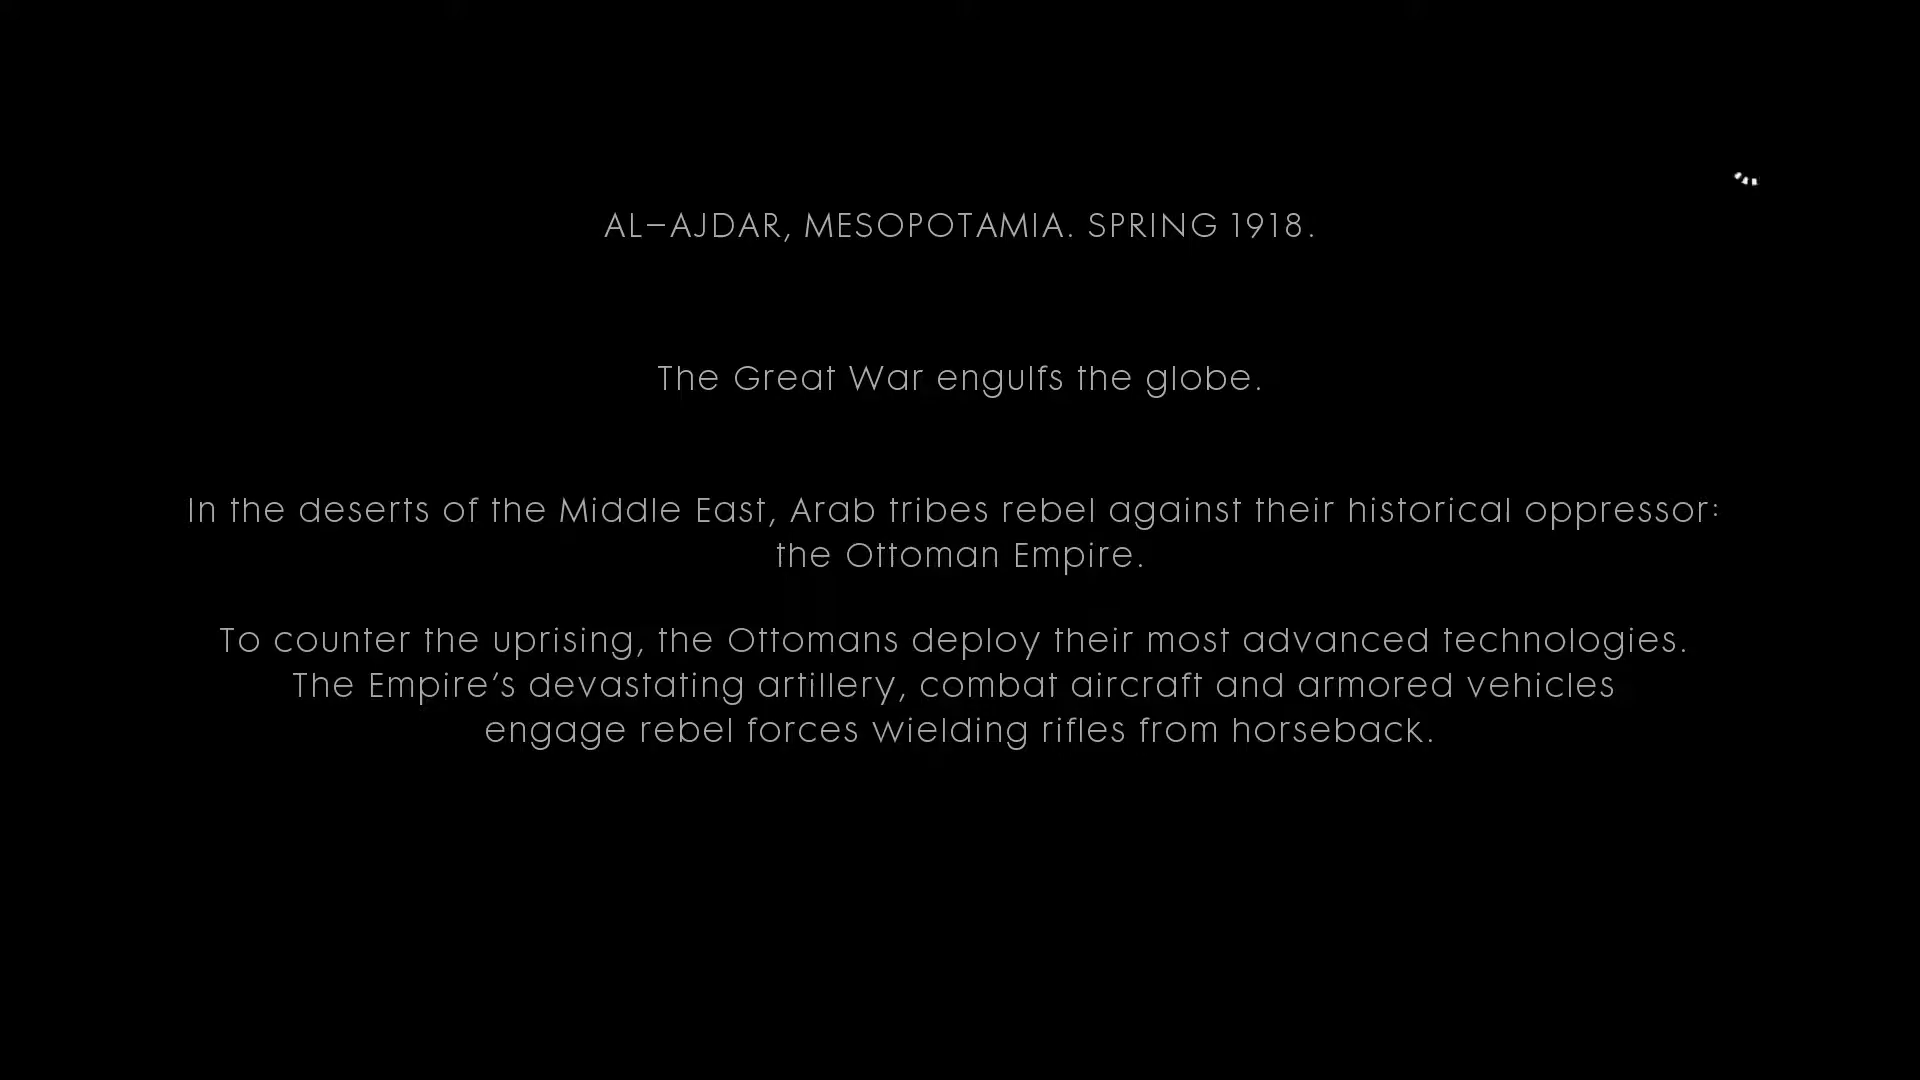 AL–AJDAR, MESOPOTAMIA. SPRING 1918.
The Great War engulfs the globe.
In the deserts of the Middle East, Arab tribes rebel against their historical oppressor:
the Ottoman Empire.
To counter the uprising, the Ottomans deploy their most advanced technologies.
The Empire’s devastating artillery, combat aircraft and armored vehicles
engage rebel forces wielding rifles from horseback.